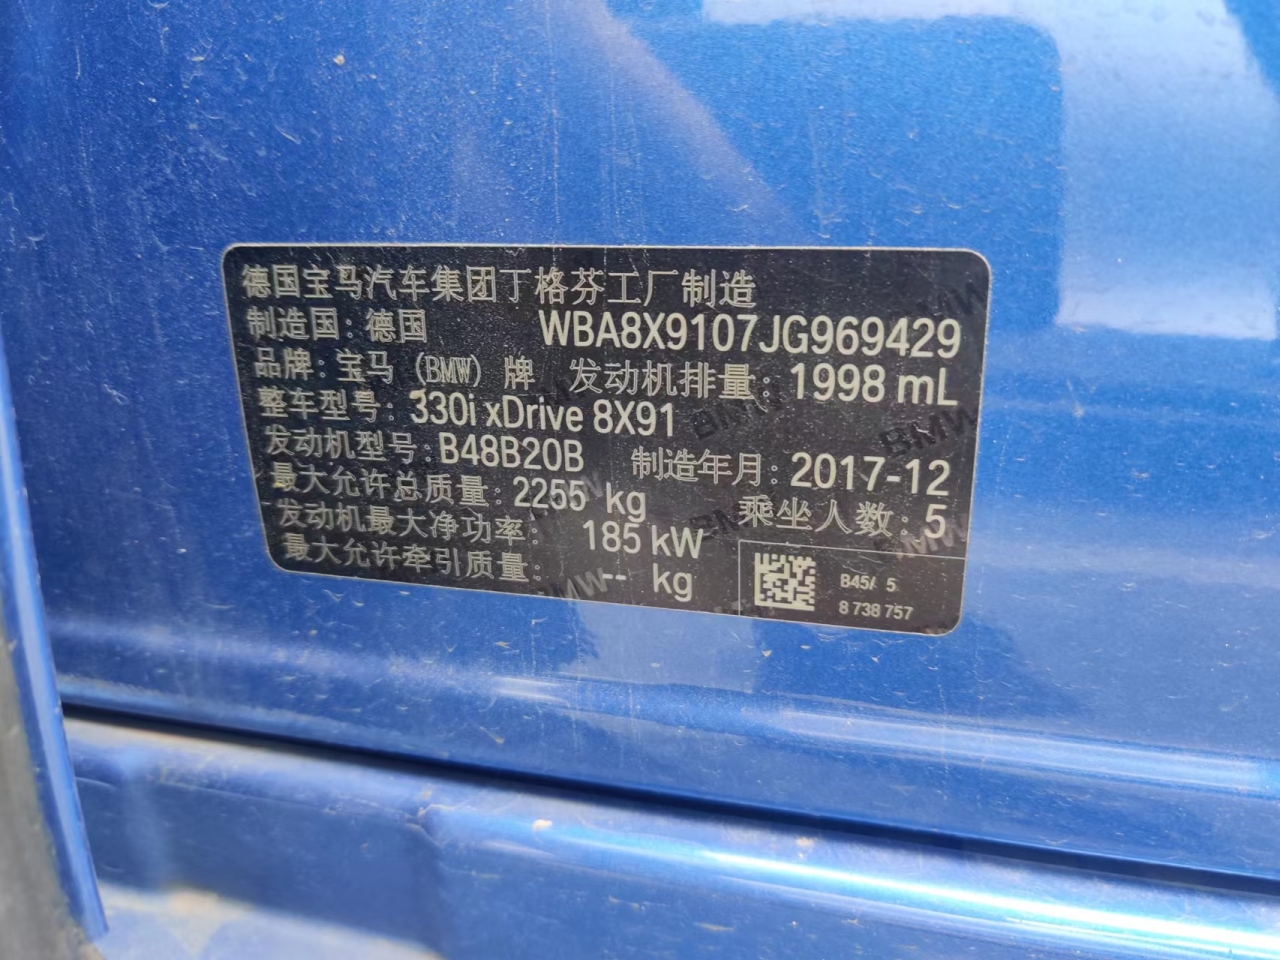 德国宝马汽车集团丁格芬工厂制造
制造国: 德国 WBA8X9107JG969429
品牌: 宝马 (BMW) 牌 发动机排量: 1998 mL
整车型号: 330i xDrive 8X91
发动机型号: B48B20B 制造年月: 2017-12
最大允许总质量: 2255 kg 乘坐人数: 5
发动机最大净功率: 185 kW
最大允许牵引质量: -- kg
B45A 5
8 738 757